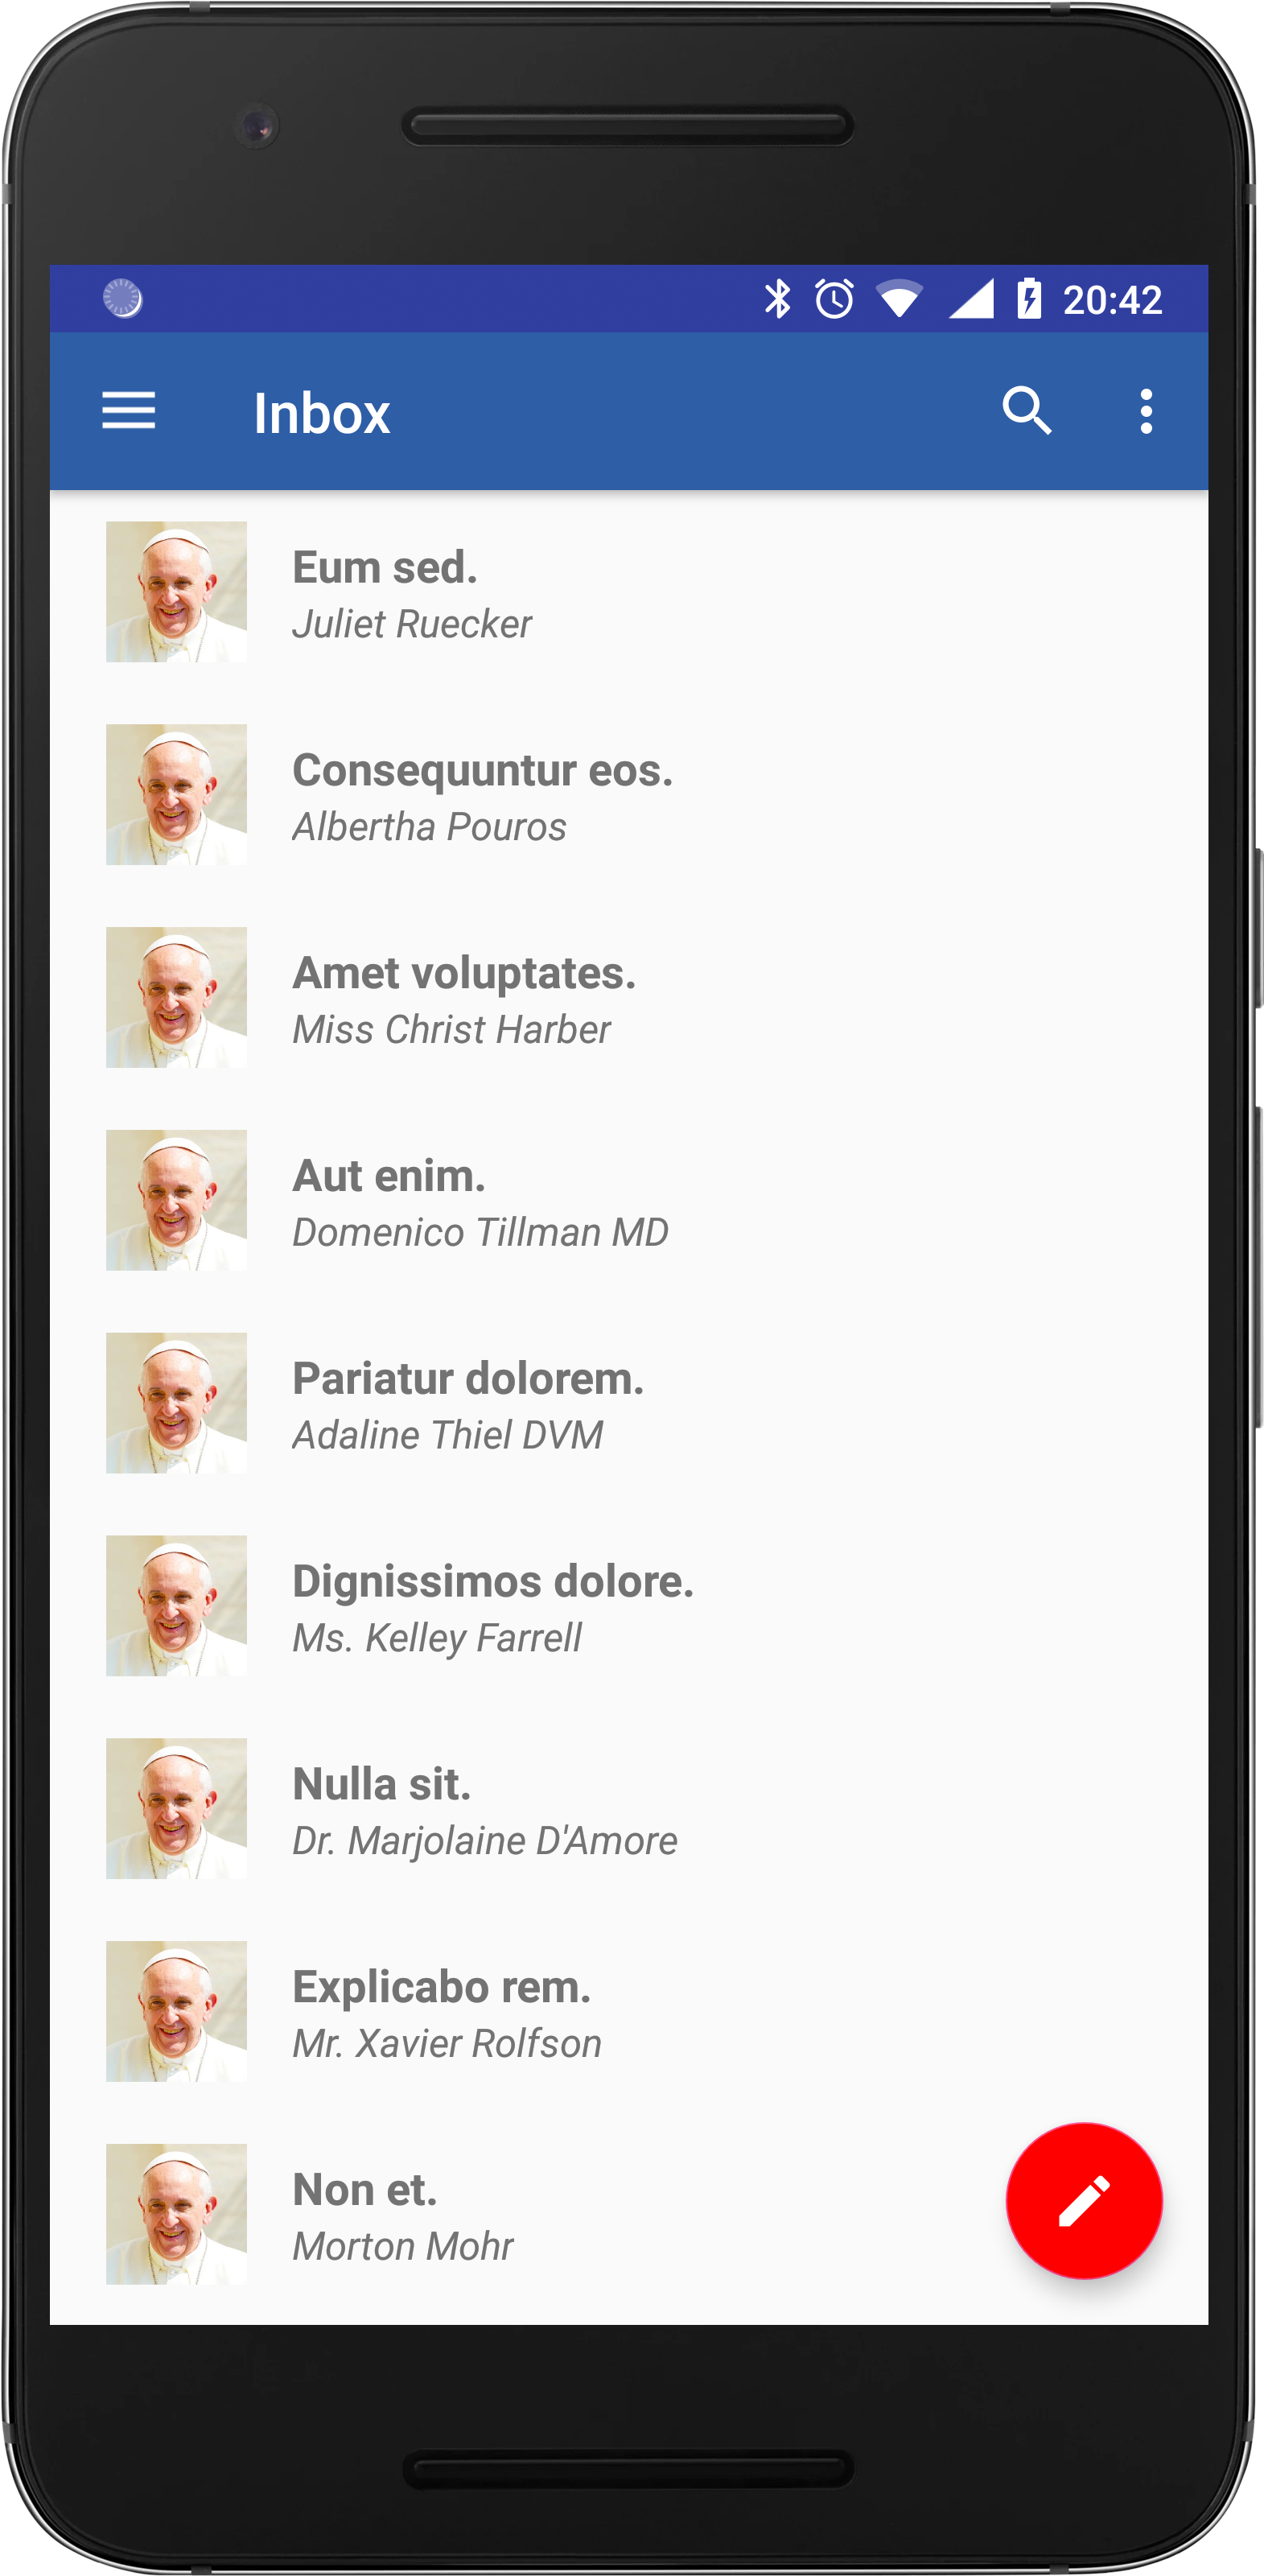 20:42
Inbox
Eum sed.
Juliet Ruecker
Consequuntur eos.
Albertha Pouros
Amet voluptates.
Miss Christ Harber
Aut enim.
Domenico Tillman MD
Pariatur dolorem.
Adaline Thiel DVM
Dignissimos dolore.
Ms. Kelley Farrell
Nulla sit.
Dr. Marjolaine D'Amore
Explicabo rem.
Mr. Xavier Rolfson
Non et.
Morton Mohr